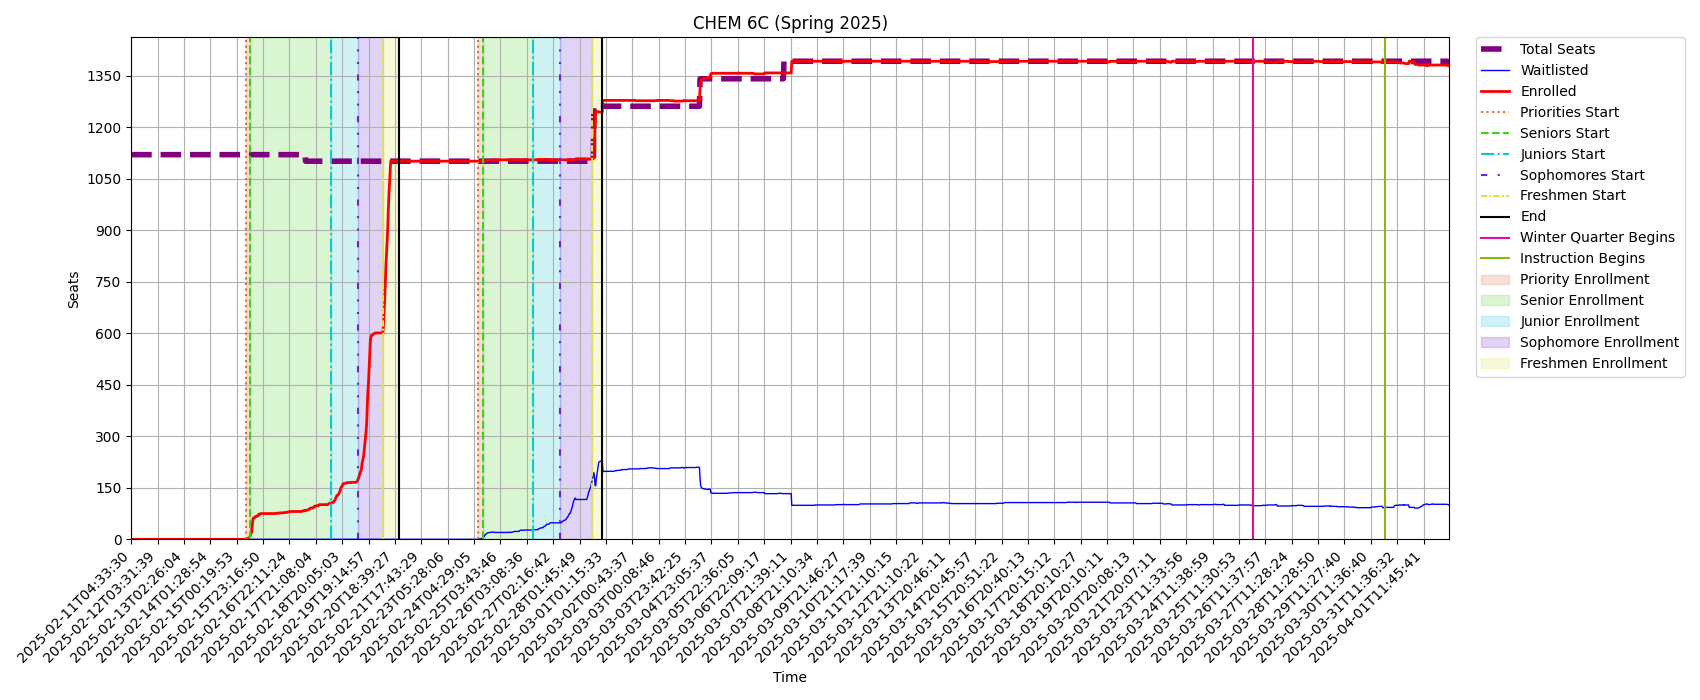 CHEM 6C (Spring 2025)
Seats
1350
1200
1050
900
750
600
450
300
150
0
2025-02-11T04:33:30
2025-02-12T03:31:39
2025-02-13T02:26:04
2025-02-14T01:28:54
2025-02-15T00:19:53
2025-02-15T23:16:50
2025-02-16T22:11:24
2025-02-17T21:08:04
2025-02-18T20:05:03
2025-02-19T19:14:57
2025-02-20T18:39:27
2025-02-21T17:43:29
2025-02-23T05:28:06
2025-02-24T04:29:05
2025-02-25T03:43:46
2025-02-26T03:08:36
2025-02-27T02:16:42
2025-02-28T01:45:49
2025-03-01T01:15:33
2025-03-02T00:43:37
2025-03-03T00:08:46
2025-03-03T23:42:25
2025-03-04T23:05:37
2025-03-05T22:36:05
2025-03-06T22:09:17
2025-03-07T21:39:11
2025-03-08T21:10:34
2025-03-09T21:46:27
2025-03-10T21:17:39
2025-03-11T21:10:15
2025-03-12T21:10:22
2025-03-13T20:46:11
2025-03-14T20:45:57
2025-03-15T20:51:22
2025-03-16T20:40:13
2025-03-17T20:15:12
2025-03-18T20:10:27
2025-03-19T20:10:11
2025-03-20T20:08:13
2025-03-21T20:07:11
2025-03-23T11:33:56
2025-03-24T11:38:59
2025-03-25T11:30:53
2025-03-26T11:37:57
2025-03-27T11:28:24
2025-03-28T11:28:50
2025-03-29T11:27:40
2025-03-30T11:36:40
2025-03-31T11:36:32
2025-04-01T11:45:41
Time
Total Seats
Waitlisted
Enrolled
Priorities Start
Seniors Start
Juniors Start
Sophomores Start
Freshmen Start
End
Winter Quarter Begins
Instruction Begins
Priority Enrollment
Senior Enrollment
Junior Enrollment
Sophomore Enrollment
Freshmen Enrollment